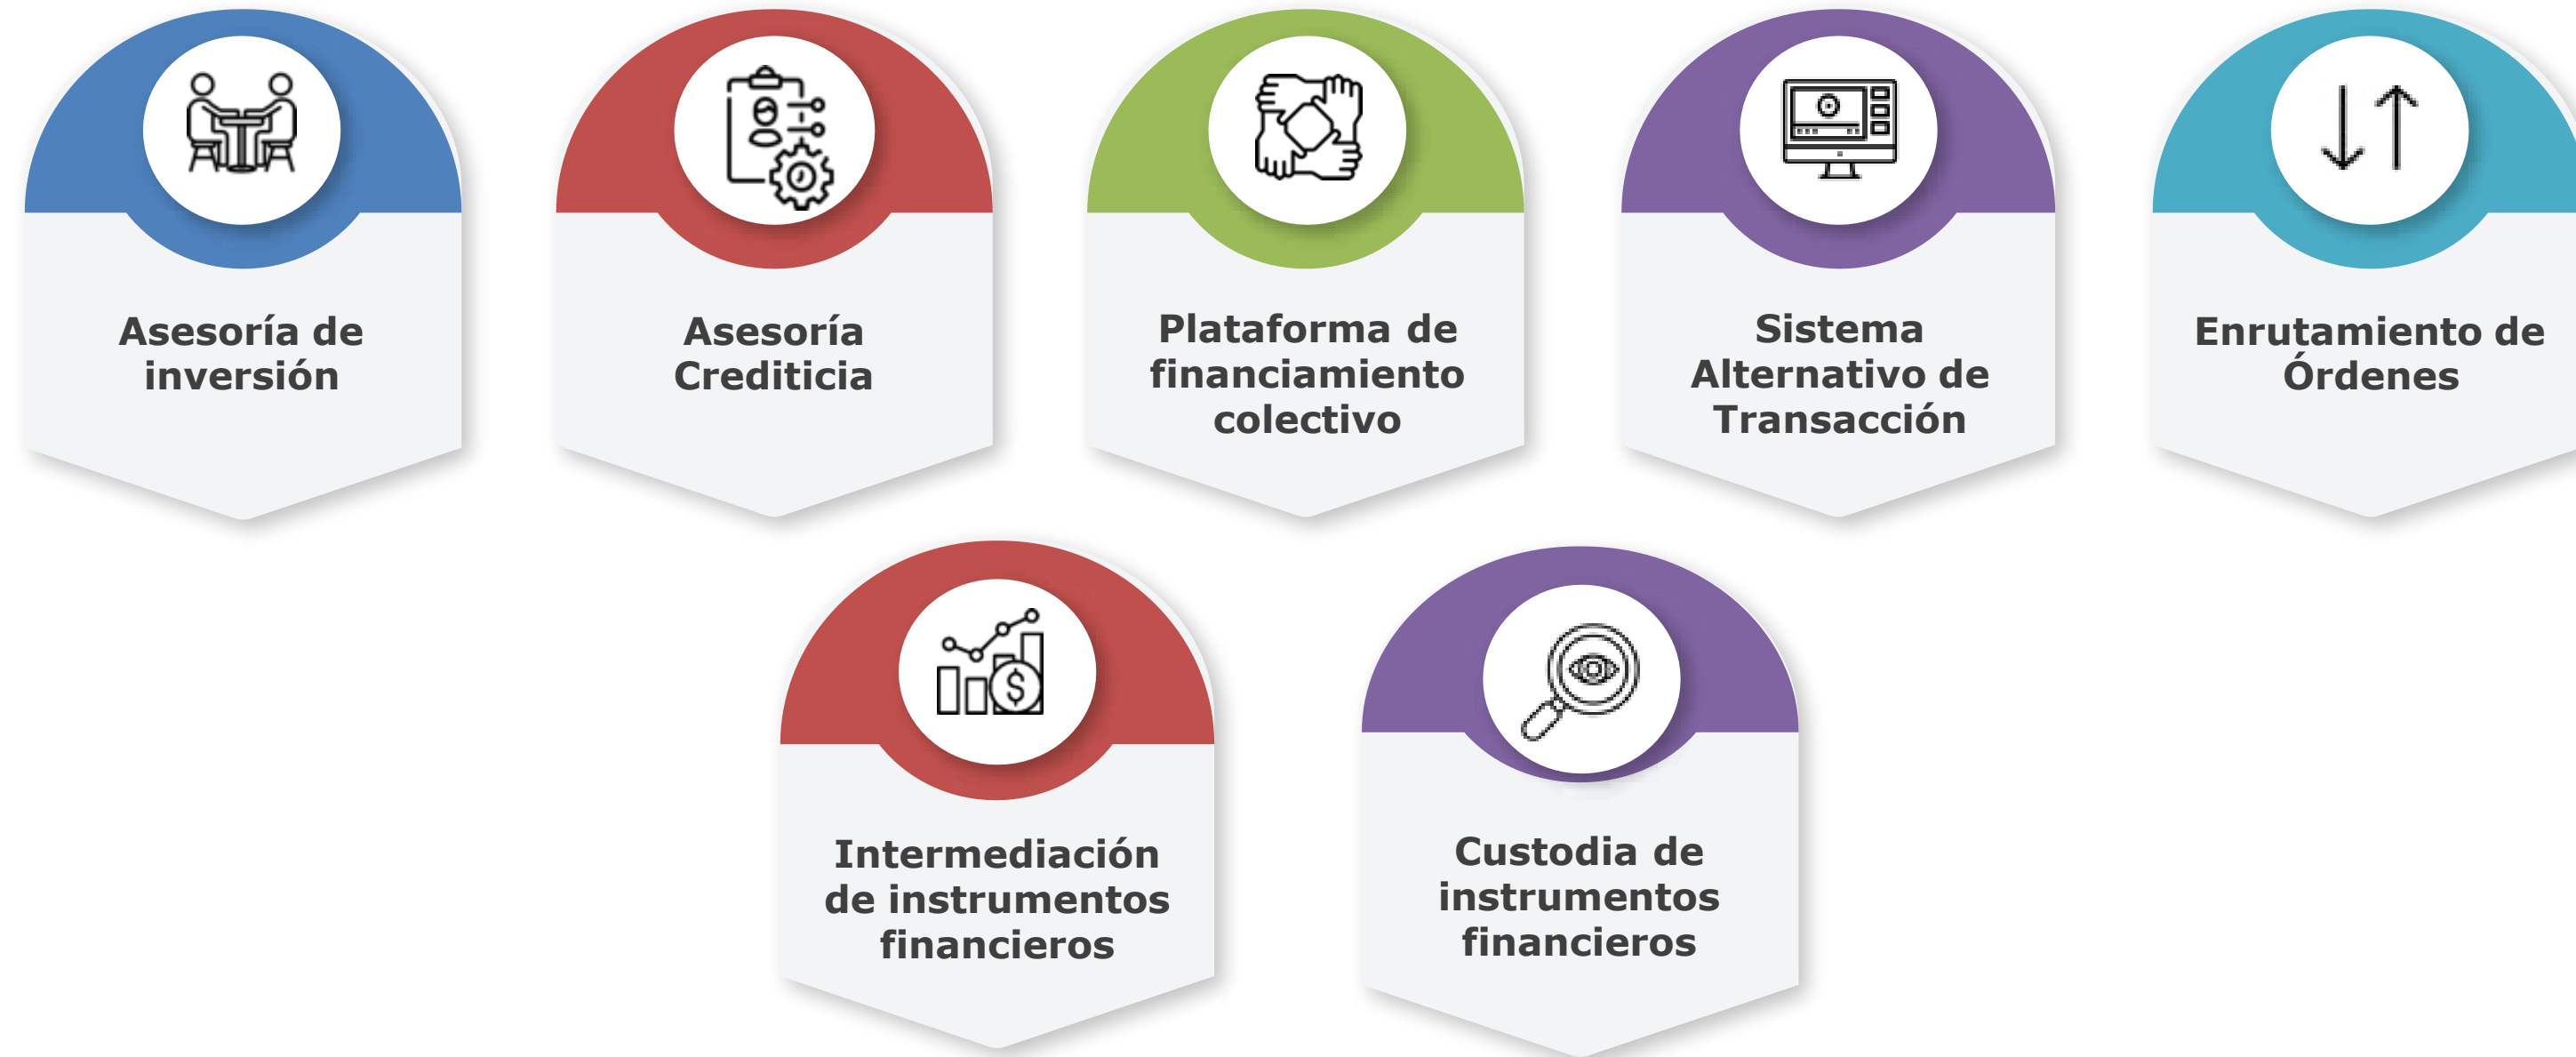 Asesoría de
inversión
Asesoría
Crediticia
Plataforma de
financiamiento
colectivo
Sistema
Alternativo de
Transacción
Enrutamiento de
Órdenes
$
Intermediación
de instrumentos
financieros
Custodia de
instrumentos
financieros